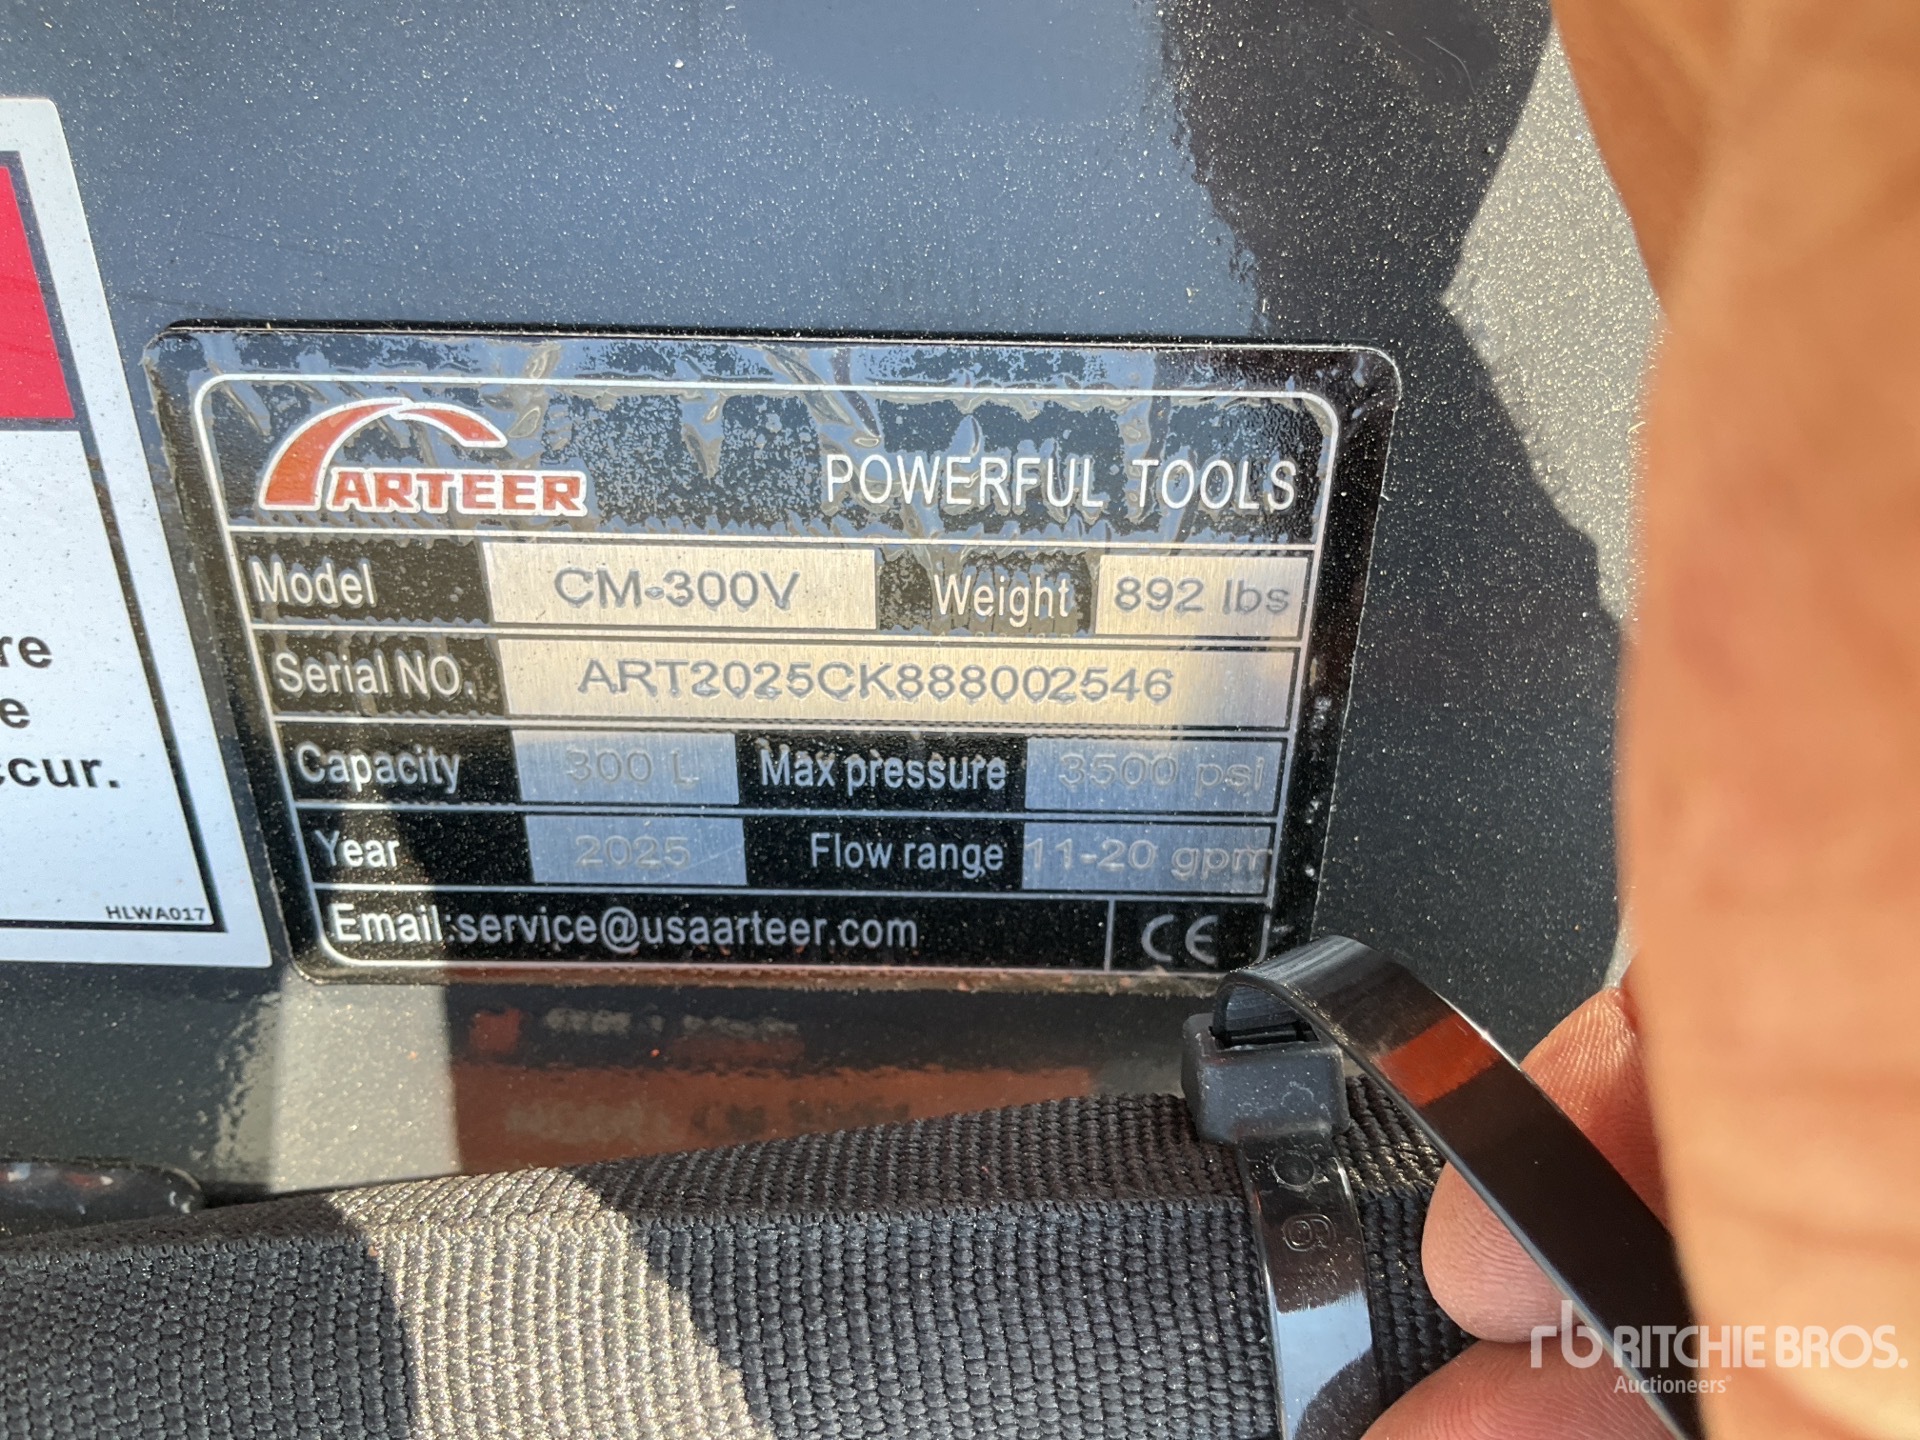 re
e
ccur.
HLWA017
ARTEER POWERFUL TOOLS
Model CM-300V Weight 892 lbs
Serial NO. ART2025CK888002546
Capacity 300 L Max pressure 3500 psi
Year 2025 Flow range 11-20 gpm
Email:service@usaarteer.com CE
rb RITCHIE BROS.
Auctioneers